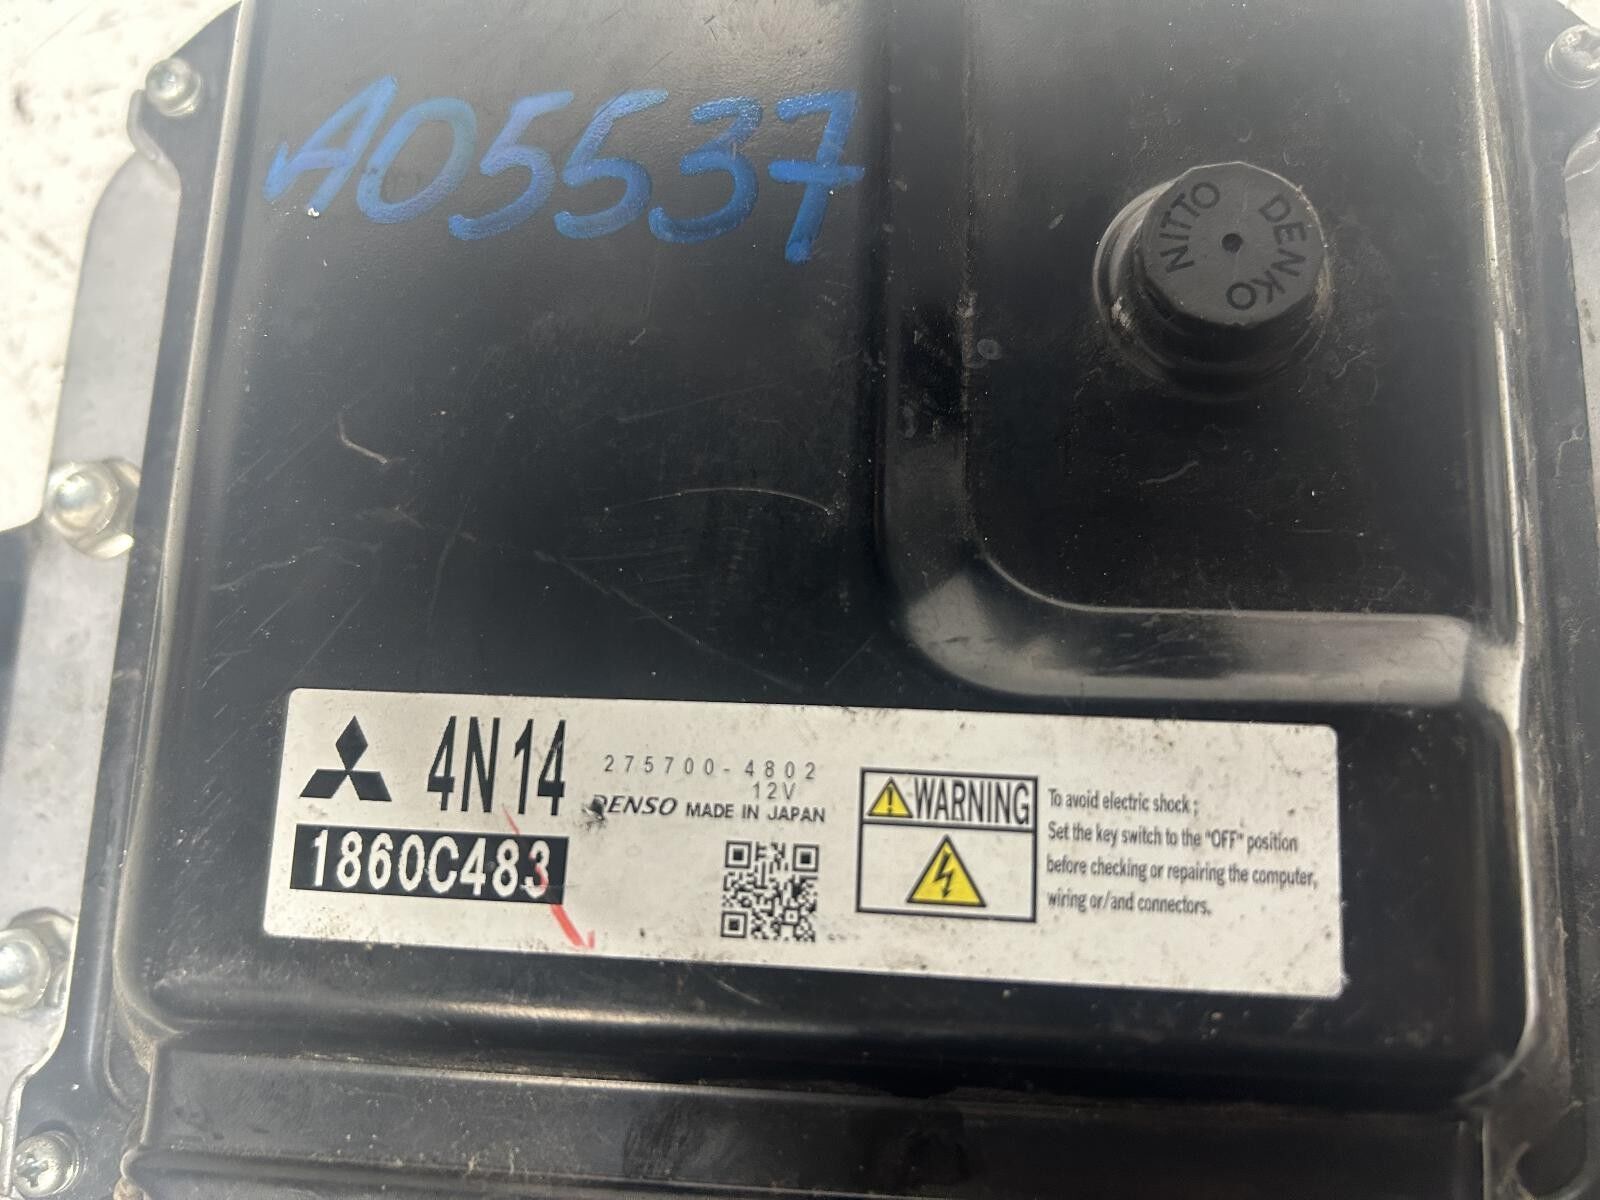 A05537
NITTO
DENKO
4N14
275700-4802
12V
DENSO MADE IN JAPAN
1860C483
WARNING
To avoid electric shock ;
Set the key switch to the "OFF" position
before checking or repairing the computer,
wiring or/and connectors.